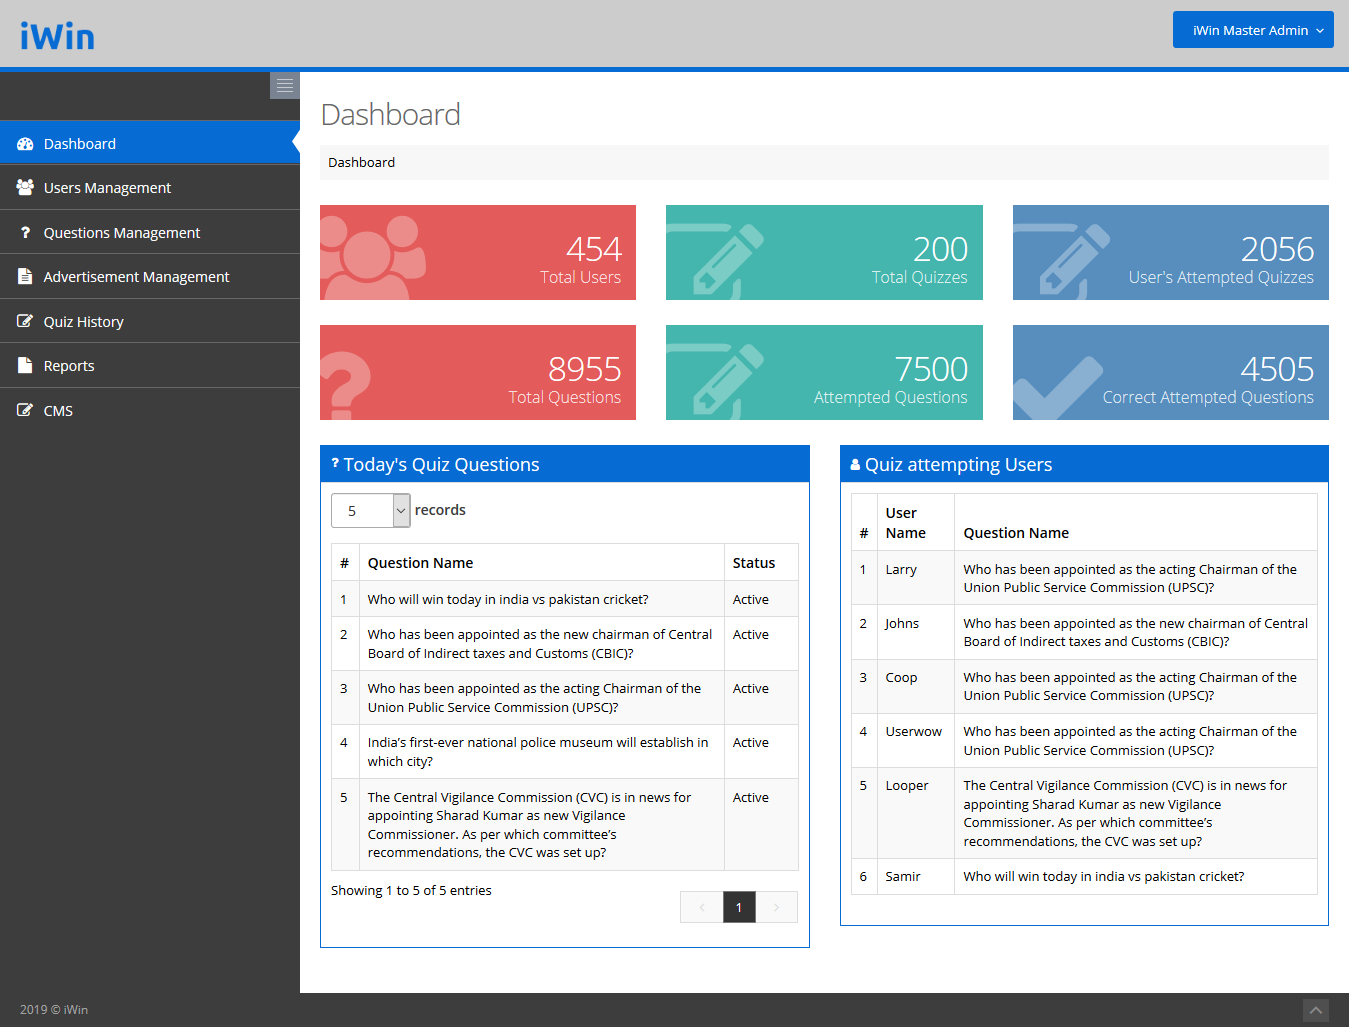 iWin
iWin Master Admin
Dashboard
Users Management
Questions Management
Advertisement Management
Quiz History
Reports
CMS
Dashboard
Dashboard
454
Total Users
200
Total Quizzes
2056
User's Attempted Quizzes
8955
Total Questions
7500
Attempted Questions
4505
Correct Attempted Questions
? Today's Quiz Questions
5 records
# Question Name Status
1 Who will win today in india vs pakistan cricket? Active
2 Who has been appointed as the new chairman of Central Active
Board of Indirect taxes and Customs (CBIC)?
3 Who has been appointed as the acting Chairman of the Active
Union Public Service Commission (UPSC)?
4 India’s first-ever national police museum will establish in Active
which city?
5 The Central Vigilance Commission (CVC) is in news for Active
appointing Sharad Kumar as new Vigilance
Commissioner. As per which committee’s
recommendations, the CVC was set up?
Showing 1 to 5 of 5 entries
1
Quiz attempting Users
User
# Name Question Name
1 Larry Who has been appointed as the acting Chairman of the
Union Public Service Commission (UPSC)?
2 Johns Who has been appointed as the new chairman of Central
Board of Indirect taxes and Customs (CBIC)?
3 Coop Who has been appointed as the acting Chairman of the
Union Public Service Commission (UPSC)?
4 Userwow Who has been appointed as the acting Chairman of the
Union Public Service Commission (UPSC)?
5 Looper The Central Vigilance Commission (CVC) is in news for
appointing Sharad Kumar as new Vigilance
Commissioner. As per which committee’s
recommendations, the CVC was set up?
6 Samir Who will win today in india vs pakistan cricket?
2019 © iWin